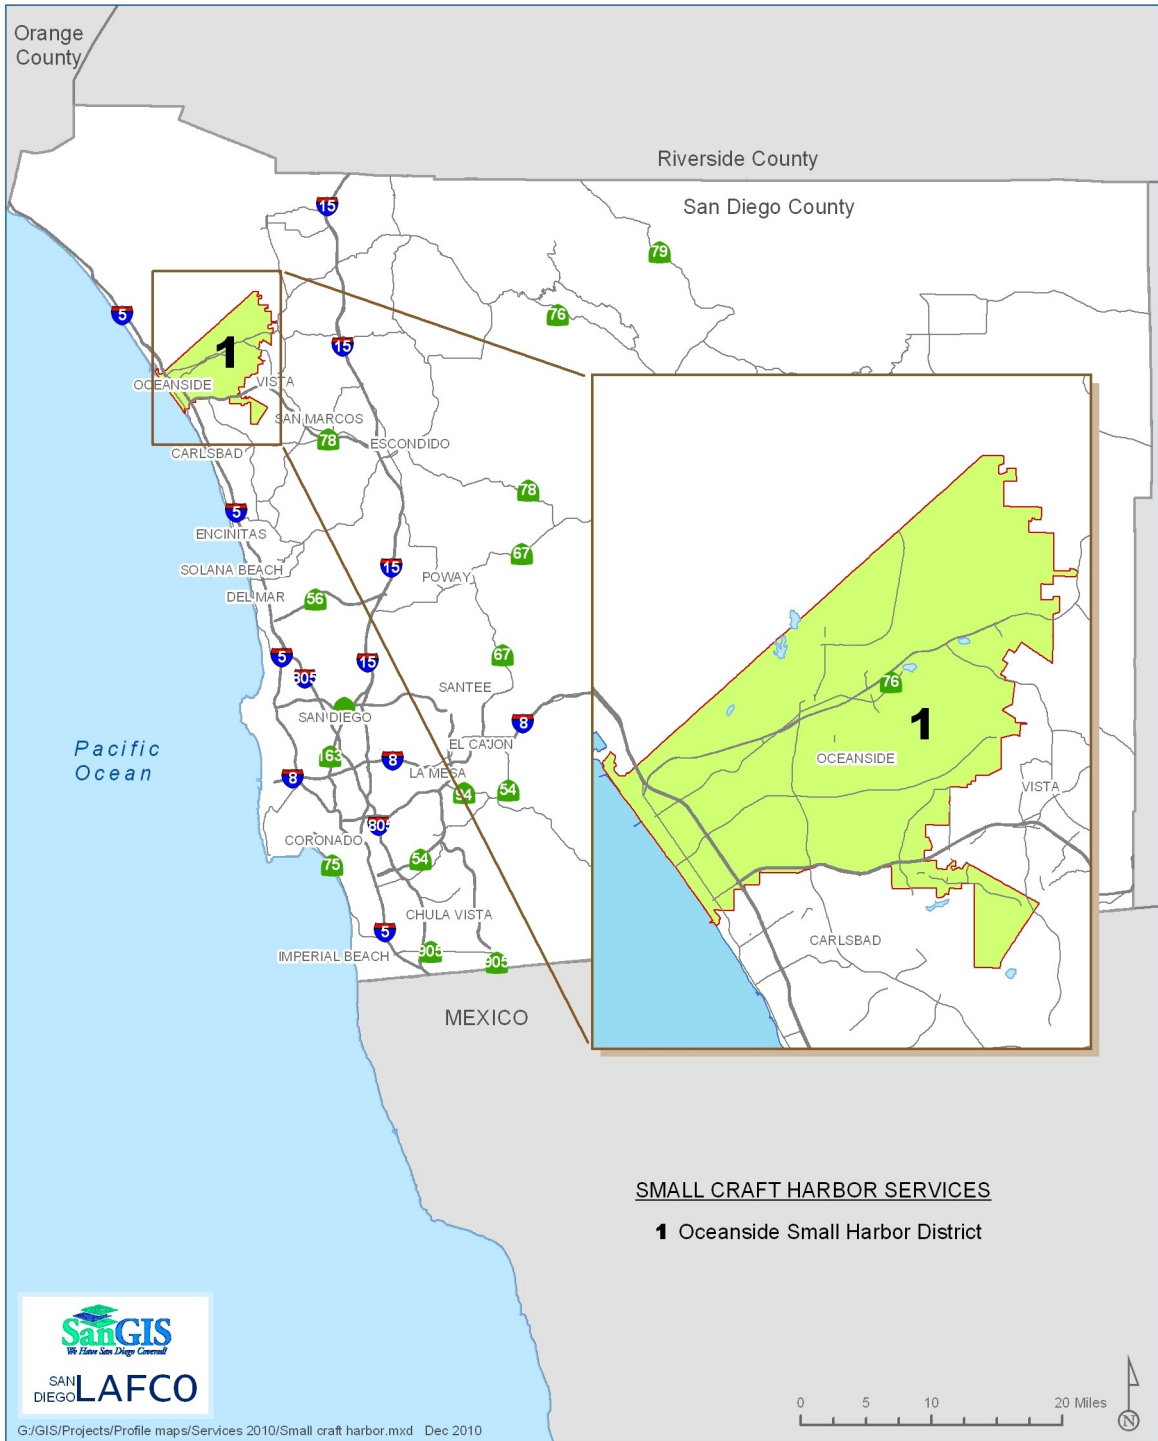 Orange
County
Riverside County
San Diego County
15
79
5
76
1
15
OCEANSIDE
VISTA
SAN MARCOS
78
ESCONDIDO
CARLSBAD
78
5
ENCINITAS
67
SOLANA BEACH
15
POWAY
DEL MAR
56
76
5
15
67
805
SANTEE
1
SAN DIEGO
8
Pacific
Ocean
EL CAJON
OCEANSIDE
163
8
LA MESA
8
VISTA
94
54
805
CORONADO
75
54
CHULA VISTA
5
CARLSBAD
IMPERIAL BEACH
905
905
MEXICO
SMALL CRAFT HARBOR SERVICES
1 Oceanside Small Harbor District
SanGIS
We Have San Diego Covered!
SAN
DIEGO LAFCO
0 5 10 20 Miles
N
G:/GIS/Projects/Profile maps/Services 2010/Small craft harbor.mxd Dec 2010